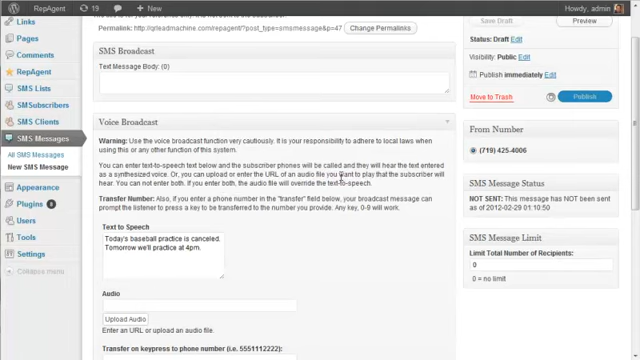 RepAgent
19
New
Howdy, admin
Links
Pages
Comments
RepAgent
SMS Lists
SMSubscribers
SMS Clients
SMS Messages
All SMS Messages
New SMS Message
Appearance
Plugins 8
Users
Tools
Settings
Collapse menu
Permalink: http://qrleadmachine.com/repagent/?post_type=smsmessage&p=47
Change Permalinks
SMS Broadcast
Text Message Body: (0)
Voice Broadcast
Warning: Use the voice broadcast function very cautiously. It is your responsibility to adhere to local laws when
using this or any other function of this system.
You can enter text-to-speech text below and the subscriber phones will be called and they will hear the text entered
as a synthesized voice. Or, you can upload or enter the URL of an audio file you want to play that the subscriber will
hear. You can not enter both. If you enter both, the audio file will override the text-to-speech.
Transfer Number: Also, if you enter a phone number in the "transfer" field below, your broadcast message can
prompt the listener to press a key to be transferred to the number you provide. Any key, 0-9 will work.
Text to Speech
Today's baseball practice is canceled.
Tomorrow we'll practice at 4pm.
Audio
Upload Audio
Enter an URL or upload an audio file.
Transfer on keypress to phone number (i.e. 5551112222):
Save Draft
Preview
Status: Draft Edit
Visibility: Public Edit
Publish immediately Edit
Move to Trash
Publish
From Number
(719) 425-4006
SMS Message Status
NOT SENT: This message has NOT been sent
as of 2012-02-29 01:10:50
SMS Message Limit
Limit Total Number of Recipients:
0
0 = no limit